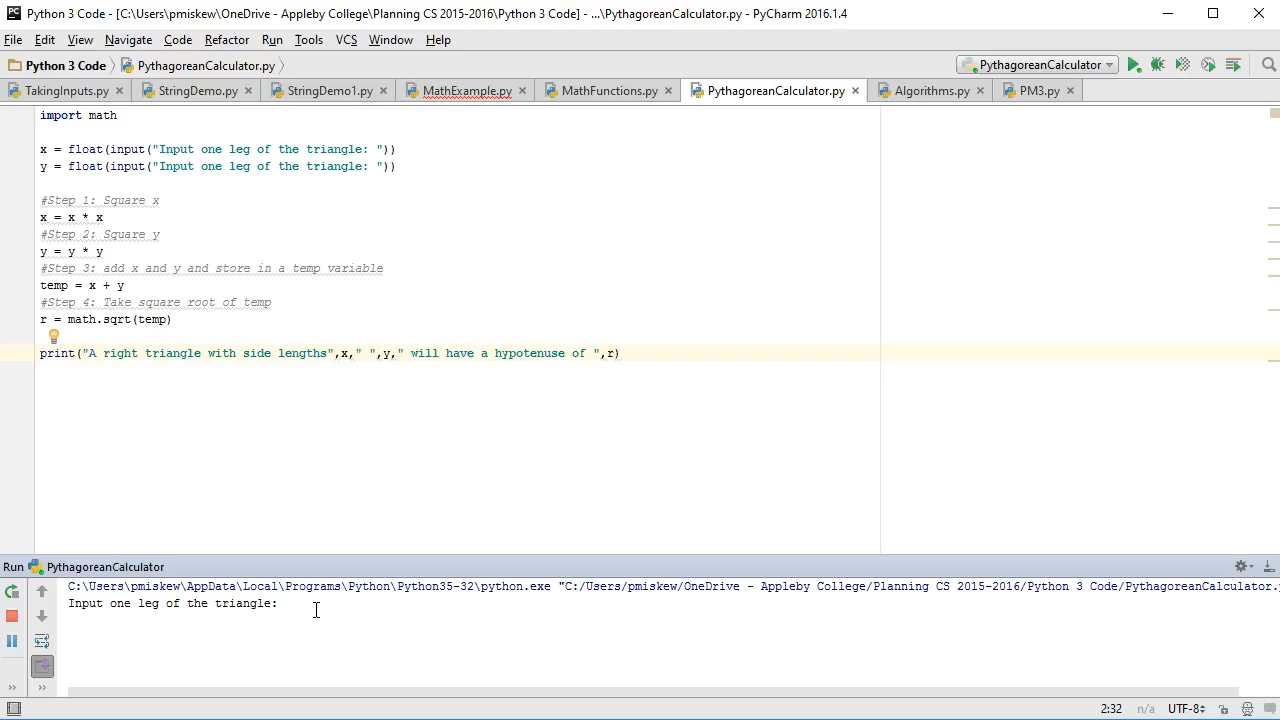 Python 3 Code - [C:\Users\pmiskew\OneDrive - Appleby College\Planning CS 2015-2016\Python 3 Code] - ...\PythagoreanCalculator.py - PyCharm 2016.1.4
File Edit View Navigate Code Refactor Run Tools VCS Window Help
Python 3 Code PythagoreanCalculator.py PythagoreanCalculator
TakingInputs.py StringDemo.py StringDemo1.py MathExample.py MathFunctions.py PythagoreanCalculator.py Algorithms.py PM3.py
import math
x = float(input("Input one leg of the triangle: "))
y = float(input("Input one leg of the triangle: "))
#Step 1: Square x
x = x * x
#Step 2: Square y
y = y * y
#Step 3: add x and y and store in a temp variable
temp = x + y
#Step 4: Take square root of temp
r = math.sqrt(temp)
print("A right triangle with side lengths",x," ",y," will have a hypotenuse of ",r)
Run PythagoreanCalculator
C:\Users\pmiskew\AppData\Local\Programs\Python\Python35-32\python.exe "C:/Users/pmiskew/OneDrive - Appleby College/Planning CS 2015-2016/Python 3 Code/PythagoreanCalculator.
Input one leg of the triangle:
2:32 n/a UTF-8